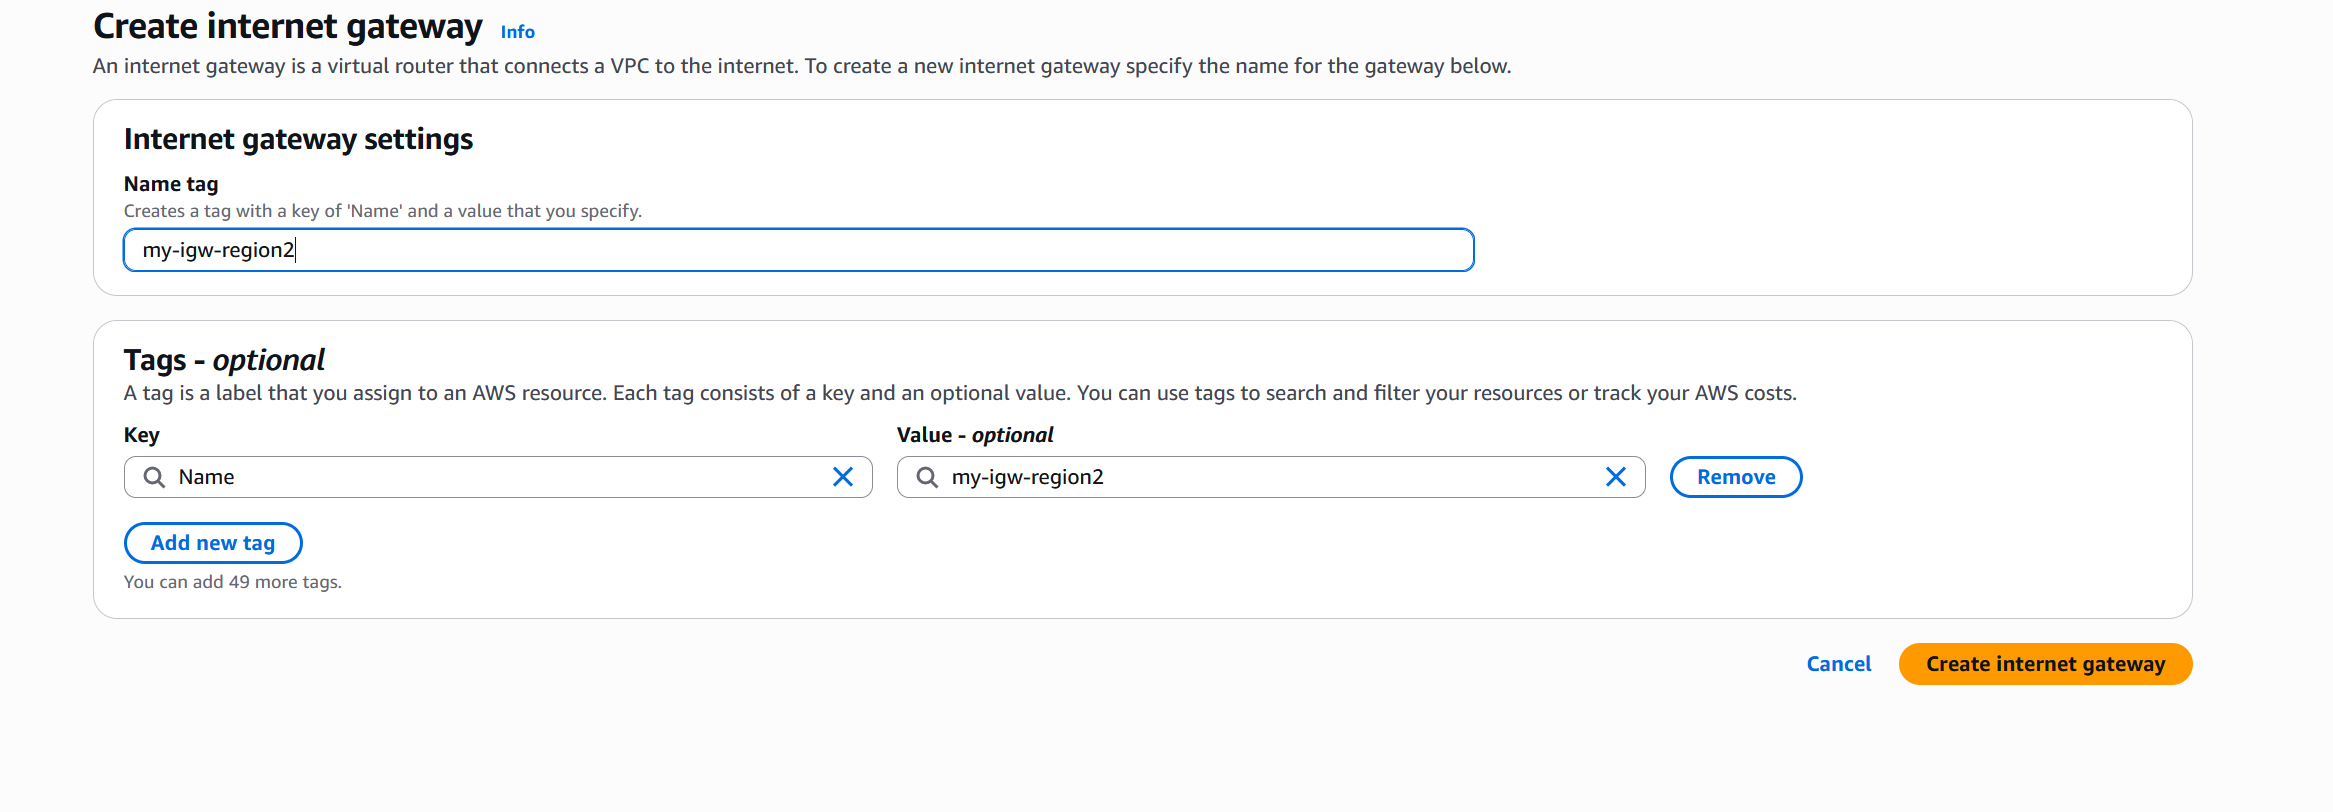 Create internet gateway Info
An internet gateway is a virtual router that connects a VPC to the internet. To create a new internet gateway specify the name for the gateway below.
Internet gateway settings
Name tag
Creates a tag with a key of 'Name' and a value that you specify.
my-igw-region2
Tags - optional
A tag is a label that you assign to an AWS resource. Each tag consists of a key and an optional value. You can use tags to search and filter your resources or track your AWS costs.
Key Value - optional
Name my-igw-region2 Remove
Add new tag
You can add 49 more tags.
Cancel Create internet gateway